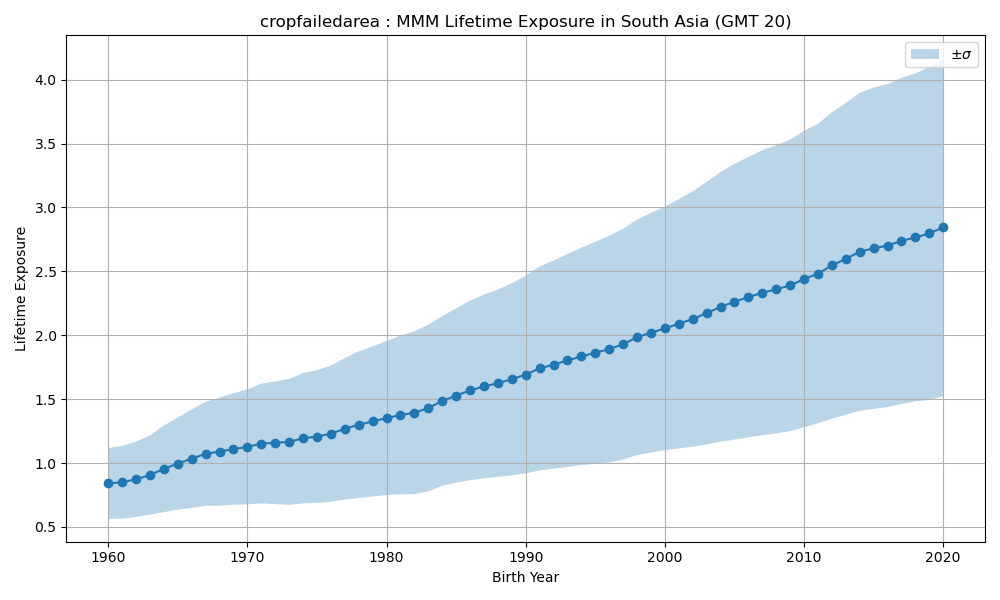 cropfailedarea : MMM Lifetime Exposure in South Asia (GMT 20)
±σ
Lifetime Exposure
4.0
3.5
3.0
2.5
2.0
1.5
1.0
0.5
1960 1970 1980 1990 2000 2010 2020
Birth Year